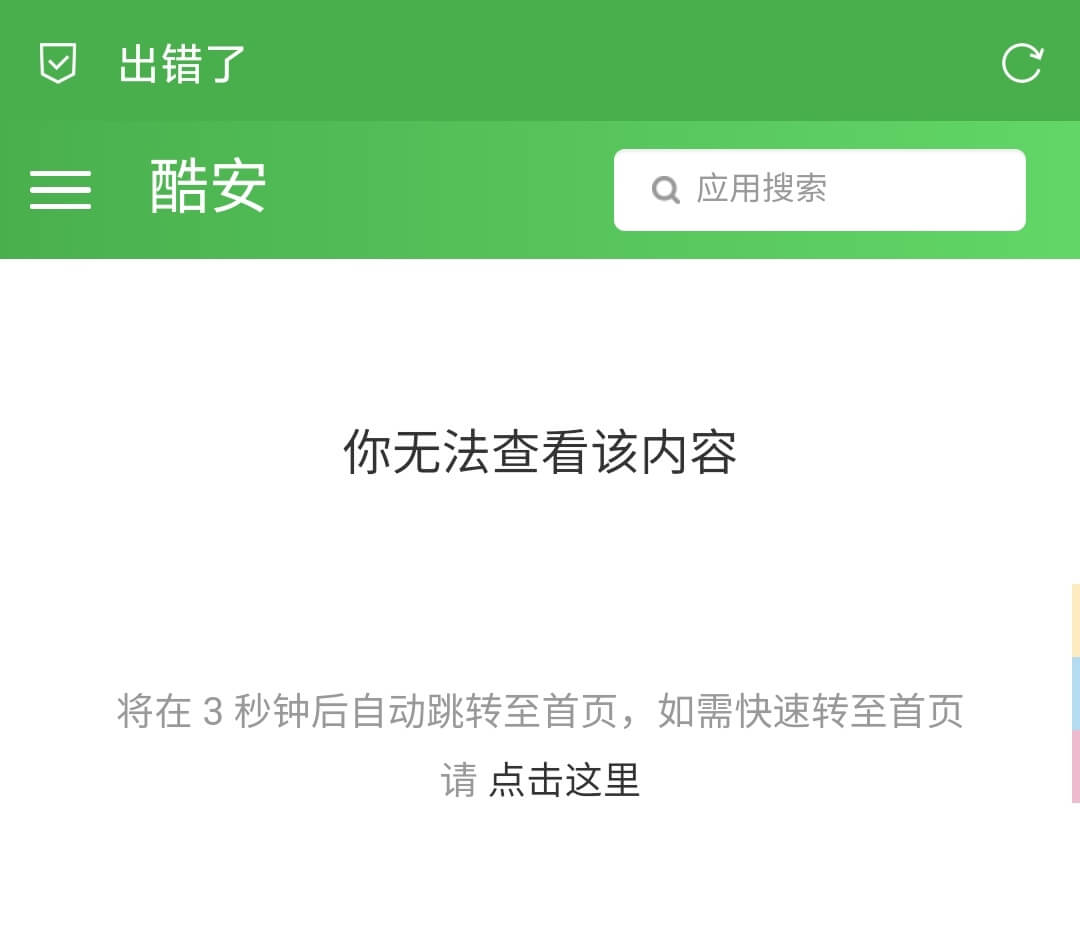 出错了
酷安
应用搜索
你无法查看该内容
将在 3 秒钟后自动跳转至首页，如需快速转至首页
请 点击这里